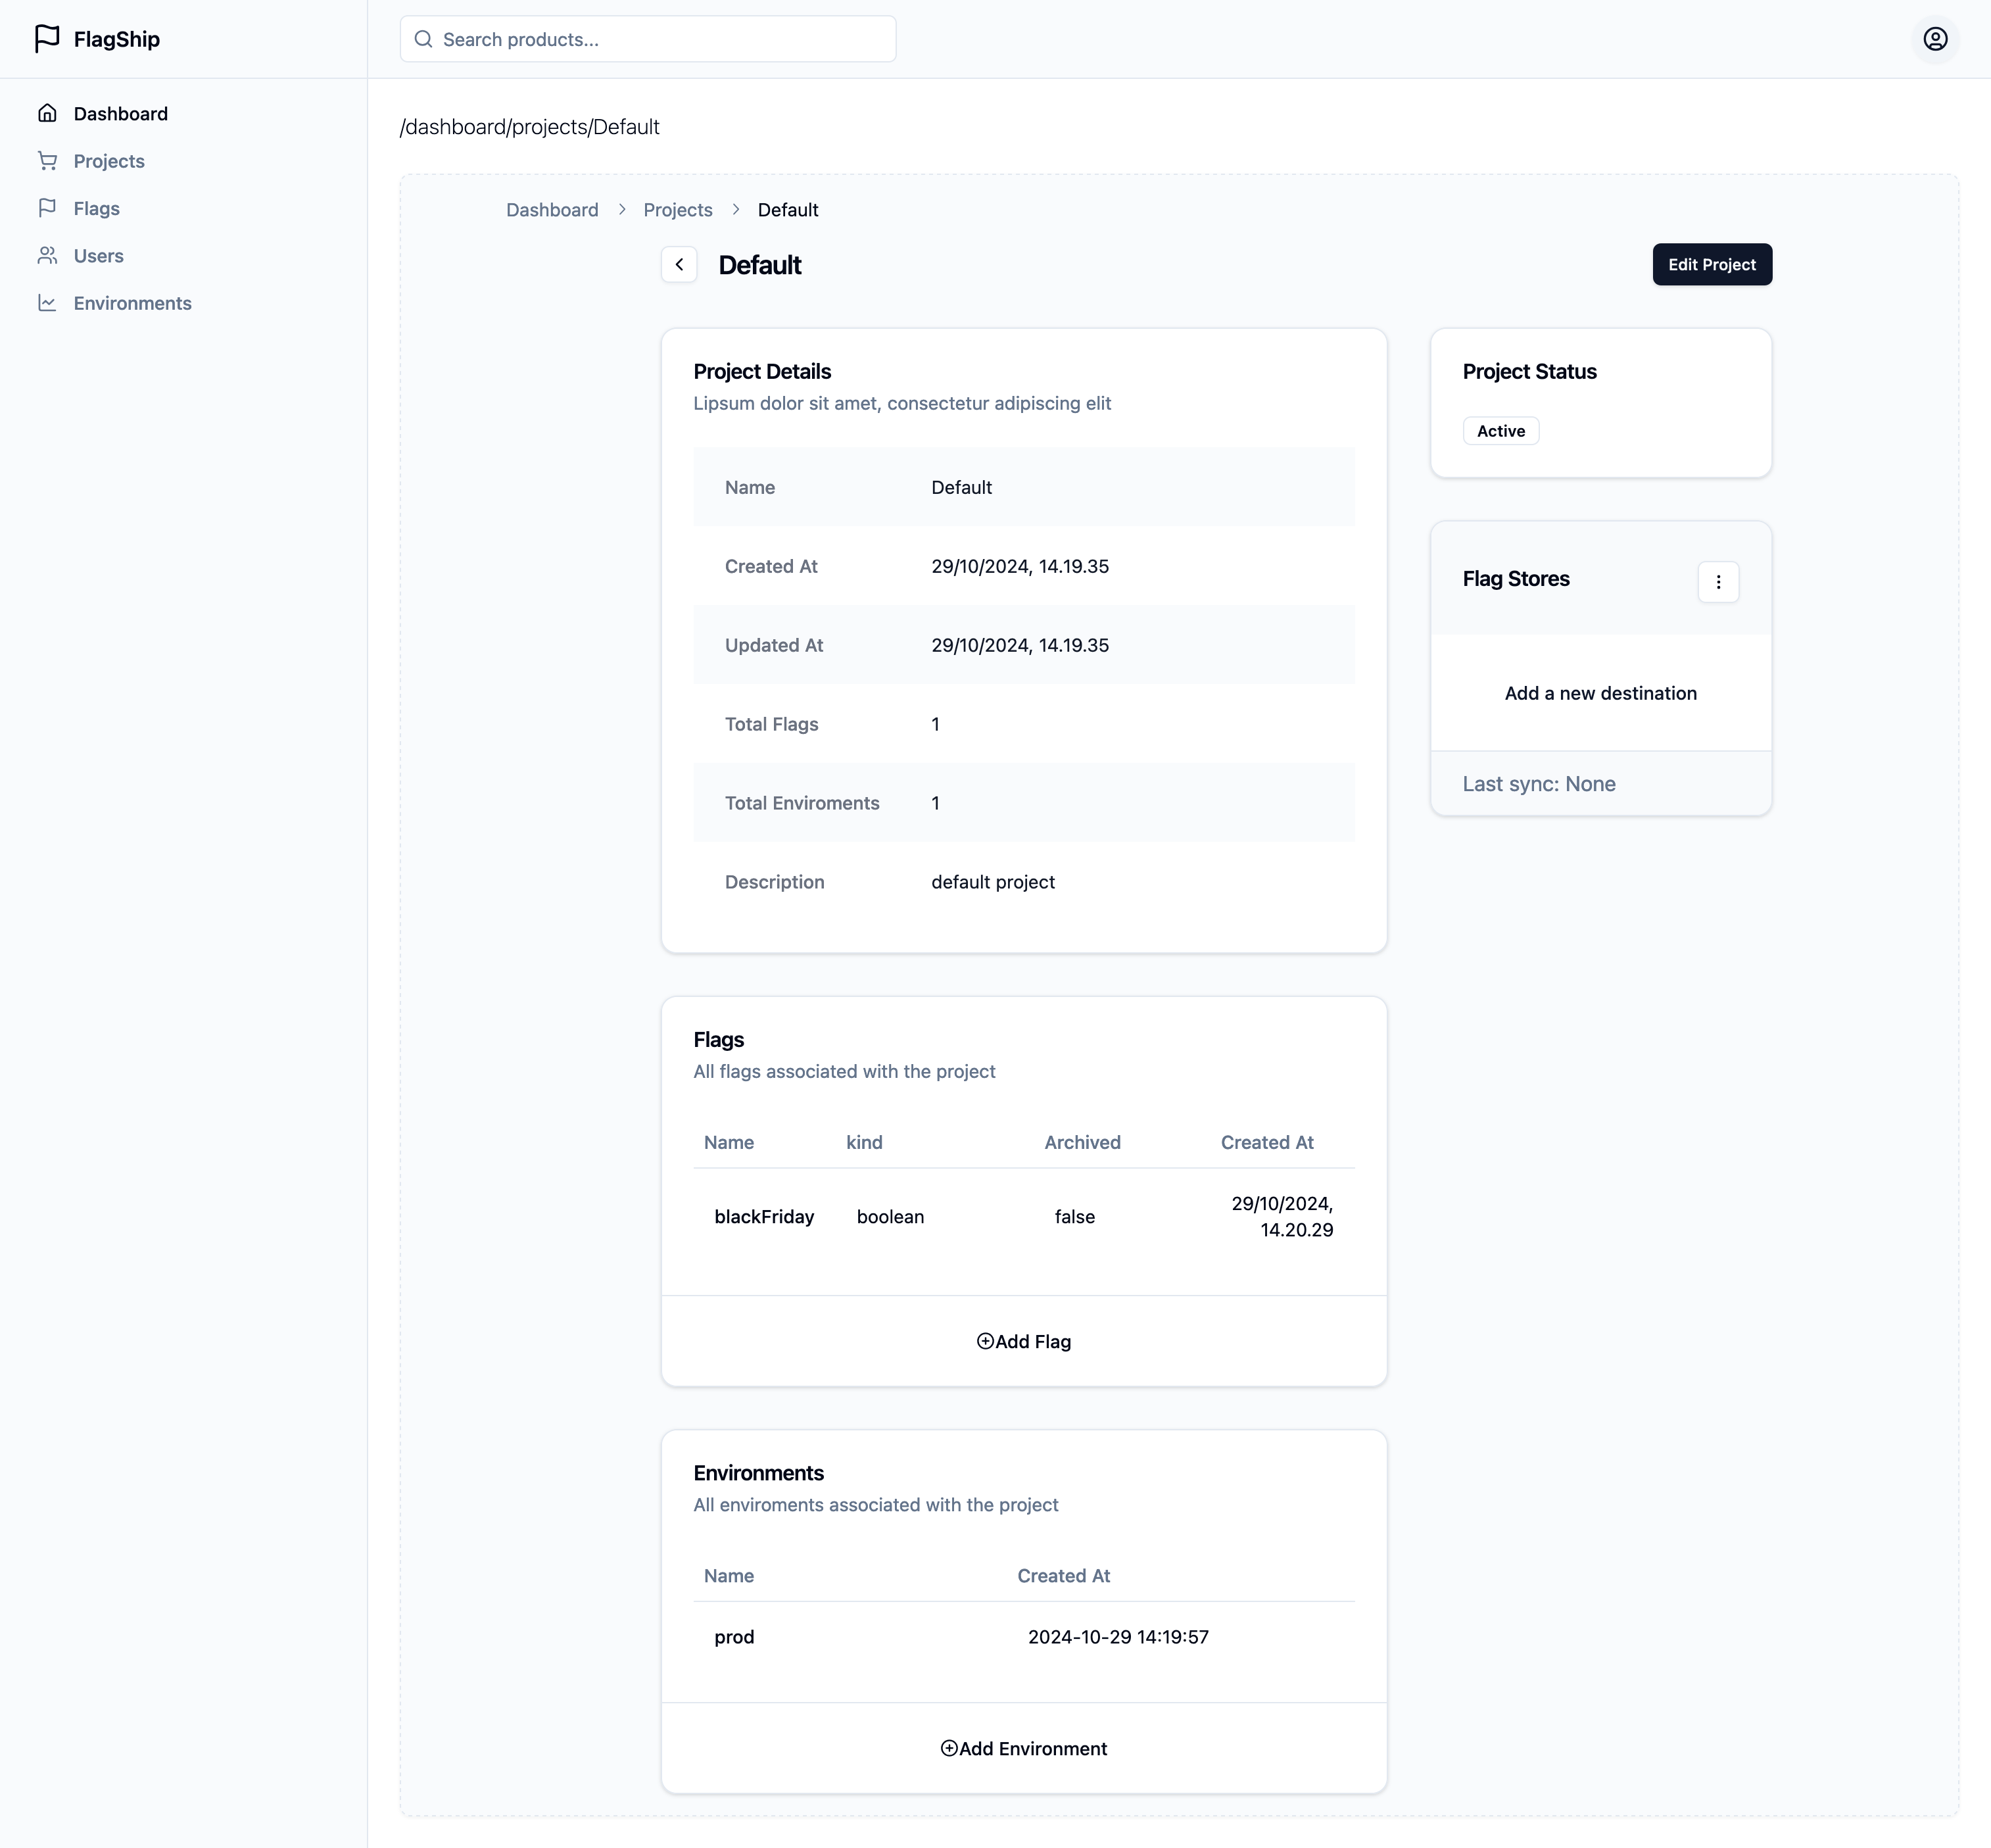 FlagShip
Search products...
Dashboard
Projects
Flags
Users
Environments
/dashboard/projects/Default
Dashboard > Projects > Default
Default
Edit Project
Project Details
Lipsum dolor sit amet, consectetur adipiscing elit
Name Default
Created At 29/10/2024, 14.19.35
Updated At 29/10/2024, 14.19.35
Total Flags 1
Total Enviroments 1
Description default project
Project Status
Active
Flag Stores
Add a new destination
Last sync: None
Flags
All flags associated with the project
Name kind Archived Created At
blackFriday boolean false 29/10/2024,
14.20.29
Add Flag
Environments
All enviroments associated with the project
Name Created At
prod 2024-10-29 14:19:57
Add Environment